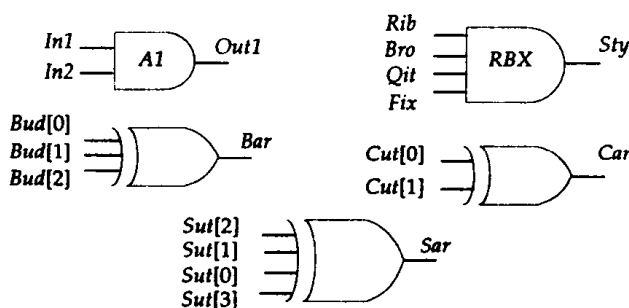 In1
In2
A1
Out1
Rib
Bro
Qit
Fix
RBX
Sty
Bud[0]
Bud[1]
Bud[2]
Bar
Cut[0]
Cut[1]
Car
Sut[2]
Sut[1]
Sut[0]
Sut[3]
Sar